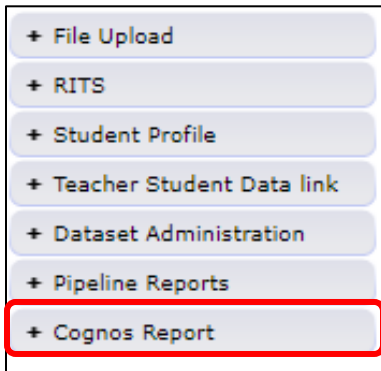 + File Upload
+ RITS
+ Student Profile
+ Teacher Student Data link
+ Dataset Administration
+ Pipeline Reports
+ Cognos Report